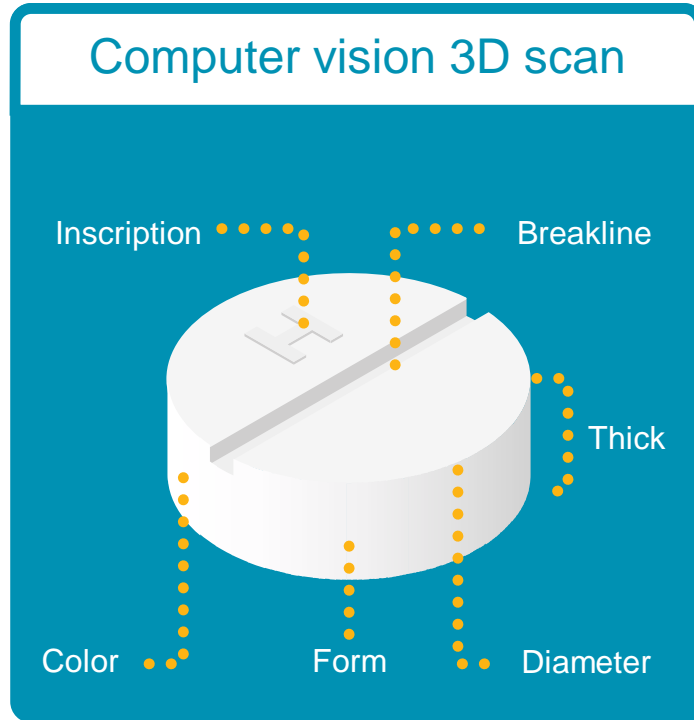 Computer vision 3D scan
Inscription
Breakline
H
Thick
Color
Form
Diameter